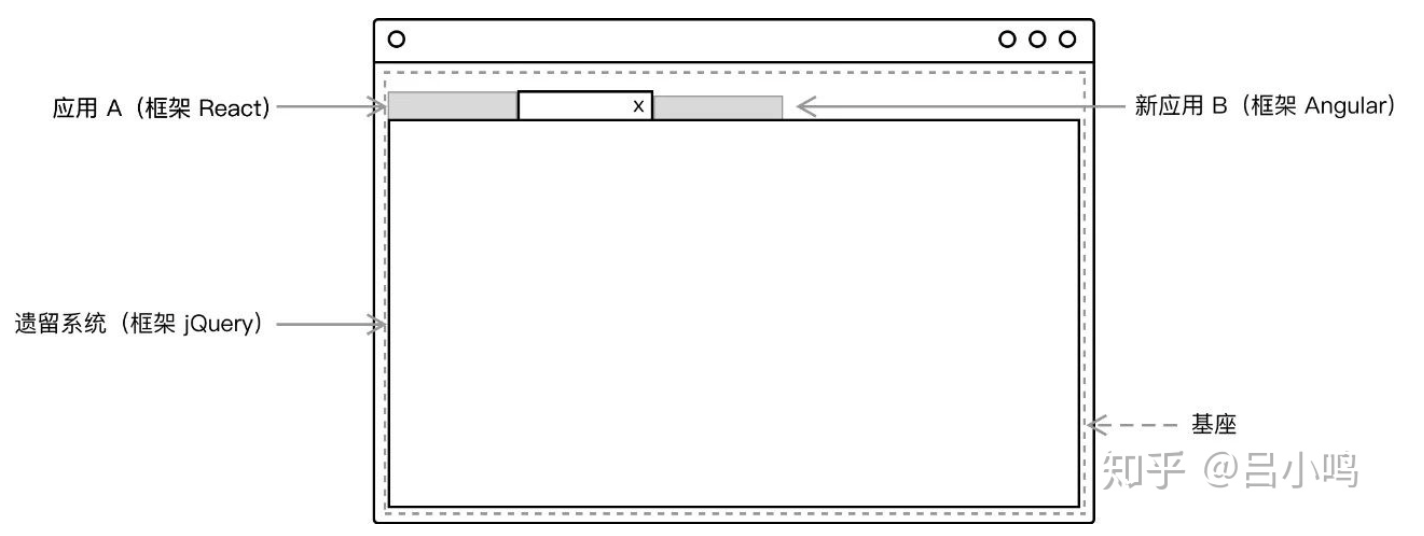 应用 A（框架 React）
x
新应用 B（框架 Angular）
遗留系统（框架 jQuery）
基座
知乎 @吕小鸣